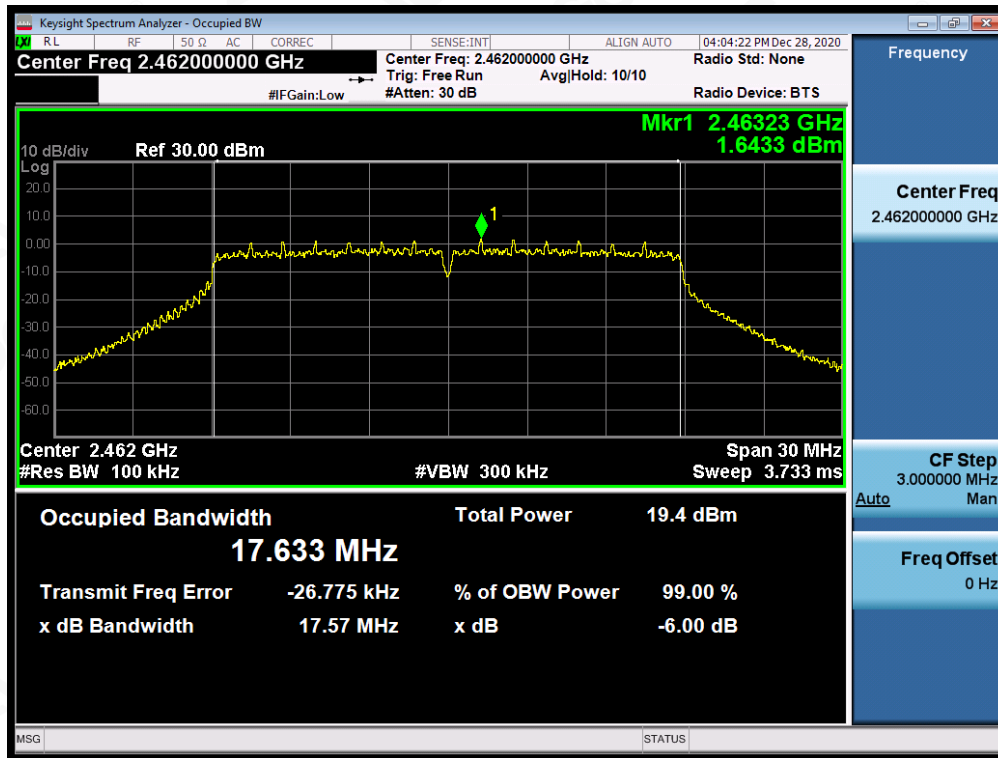 Keysight Spectrum Analyzer - Occupied BW
LXI RL RF 50 Ω AC CORREC SENSE:INT ALIGN AUTO 04:04:22 PM Dec 28, 2020
Center Freq 2.462000000 GHz
Center Freq: 2.462000000 GHz
Radio Std: None
Trig: Free Run Avg|Hold: 10/10
#IFGain:Low
#Atten: 30 dB
Radio Device: BTS
Mkr1 2.46323 GHz
1.6433 dBm
10 dB/div Ref 30.00 dBm
Log
20.0
10.0
0.00
-10.0
-20.0
-30.0
-40.0
-50.0
-60.0
1
Center 2.462 GHz Span 30 MHz
#Res BW 100 kHz #VBW 300 kHz Sweep 3.733 ms
Occupied Bandwidth Total Power 19.4 dBm
17.633 MHz
Transmit Freq Error -26.775 kHz % of OBW Power 99.00 %
x dB Bandwidth 17.57 MHz x dB -6.00 dB
MSG STATUS
Frequency
Center Freq
2.462000000 GHz
CF Step
3.000000 MHz
Auto Man
Freq Offset
0 Hz